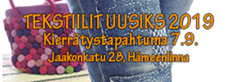 TEKSTIILIT UUSIKS 2019
Kierrätystapahtuma 7.9.
Jaakonkatu 28, Hämeenlinna